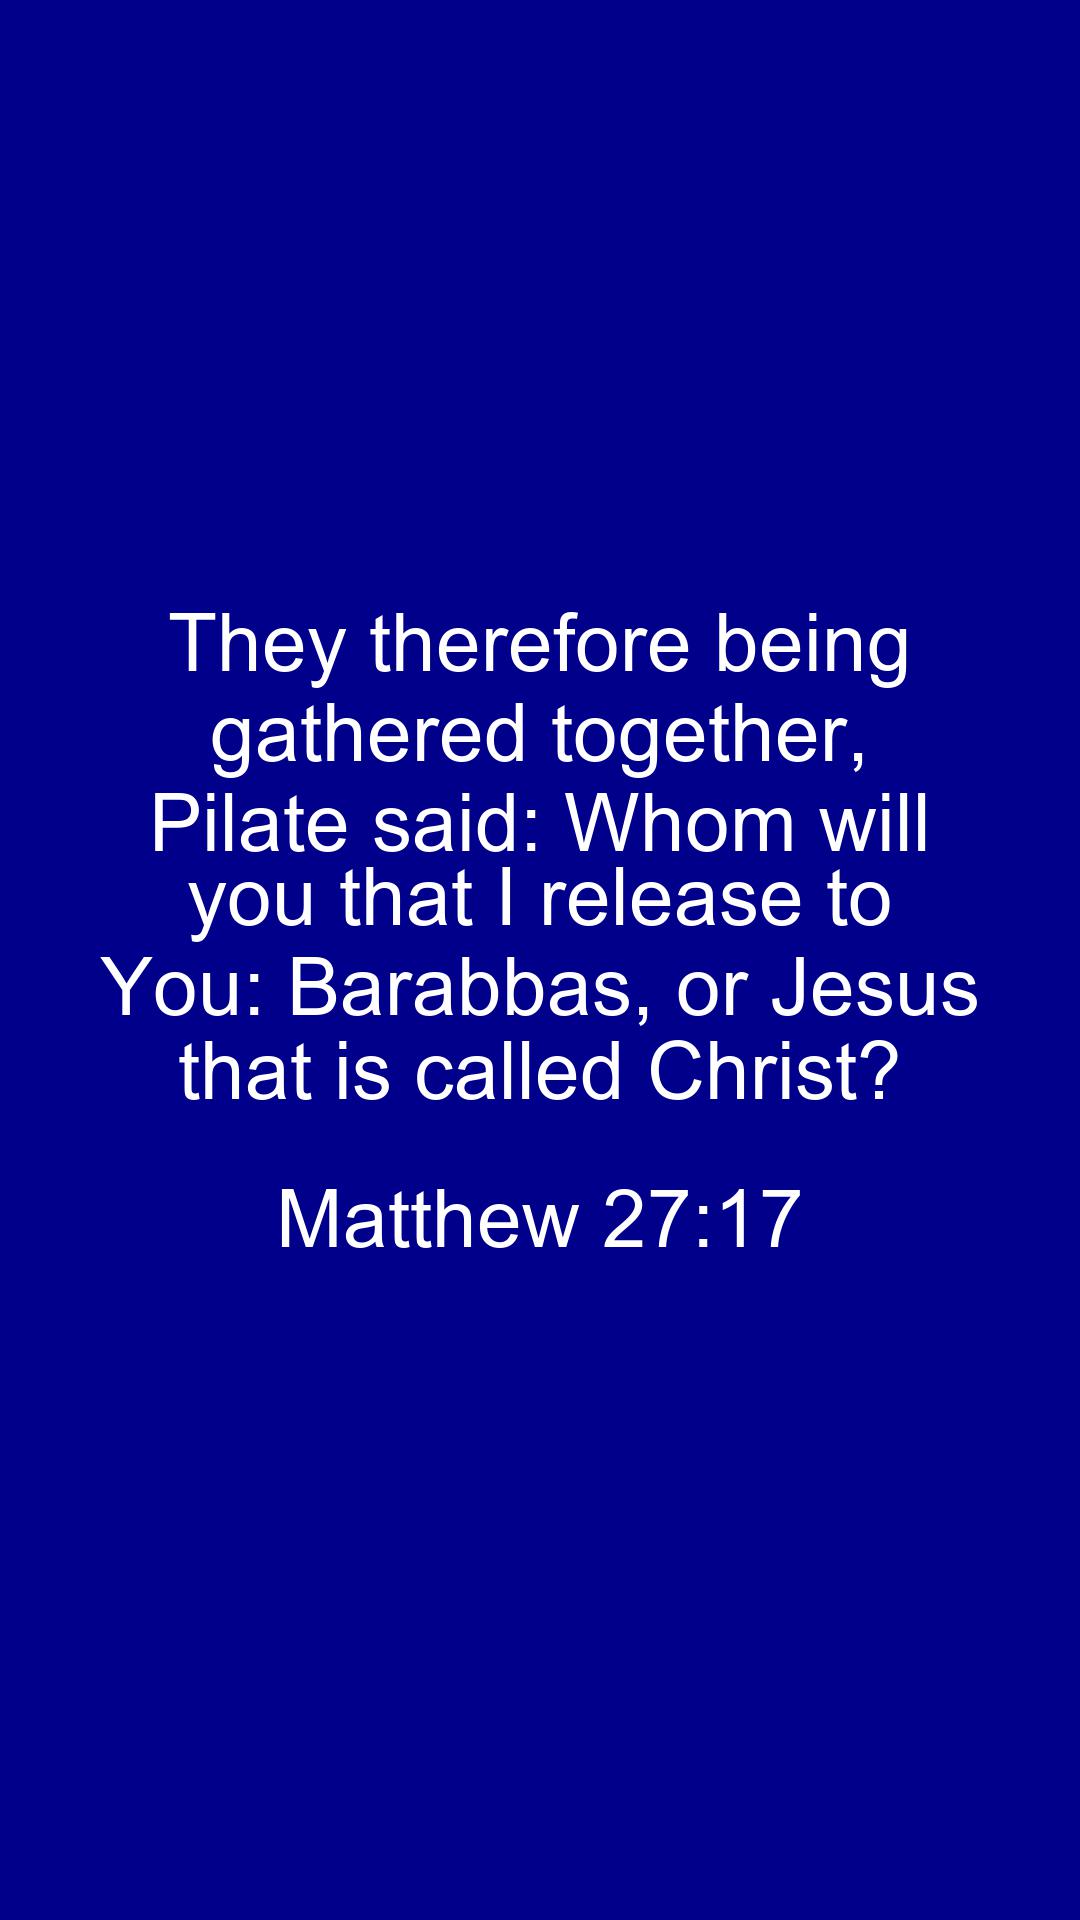 They therefore being
gathered together,
Pilate said: Whom will
you that I release to
You: Barabbas, or Jesus
that is called Christ?
Matthew 27:17